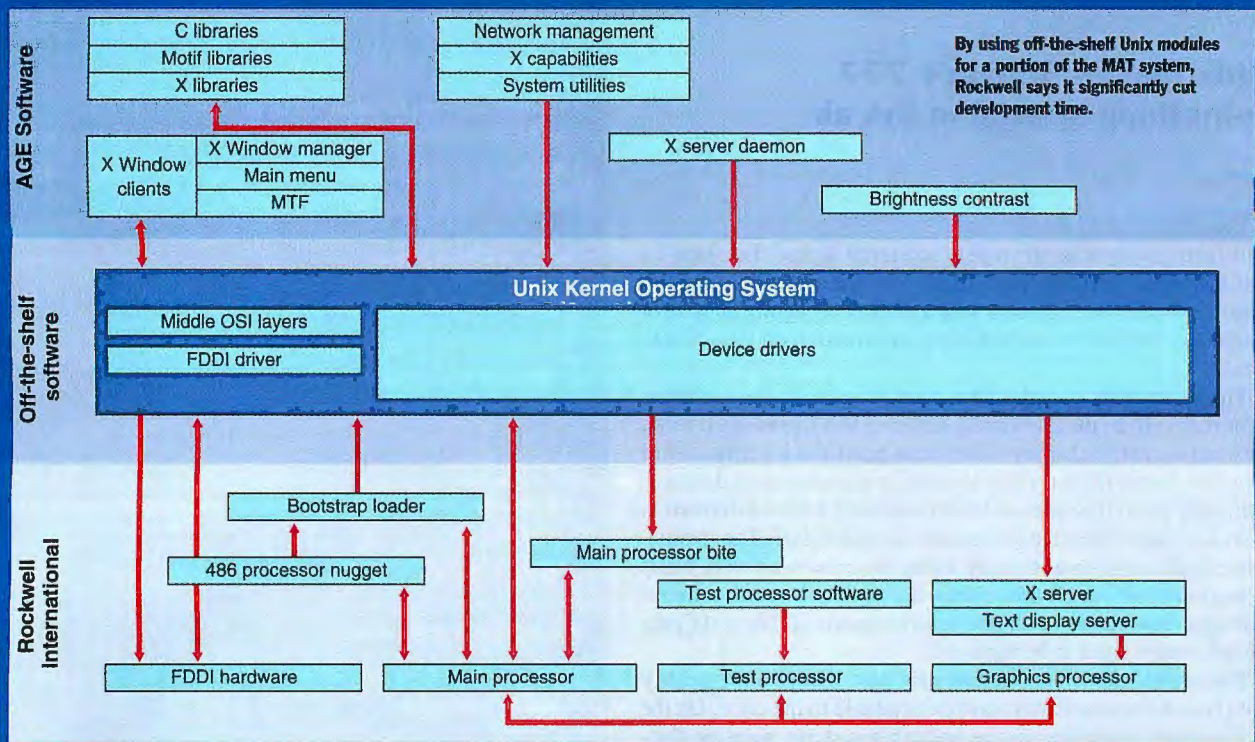 AGE Software
C libraries
Motif libraries
X libraries
Network management
X capabilities
System utilities
By using off-the-shelf Unix modules
for a portion of the MAT system,
Rockwell says it significantly cut
development time.
X Window
clients
X Window manager
Main menu
MTF
X server daemon
Brightness contrast
Off-the-shelf
software
Unix Kernel Operating System
Middle OSI layers
FDDI driver
Device drivers
Rockwell
International
Bootstrap loader
486 processor nugget
Main processor bite
Test processor software
X server
Text display server
FDDI hardware
Main processor
Test processor
Graphics processor